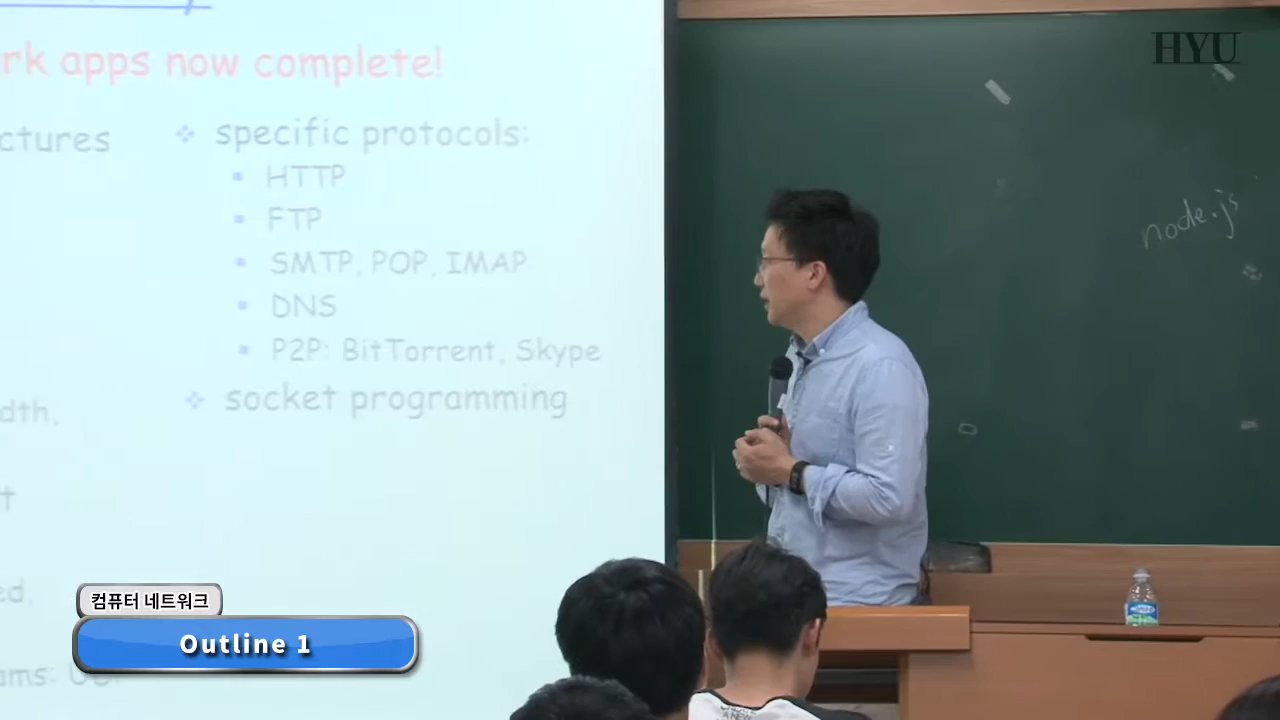 rk apps now complete!
ctures
specific protocols:
HTTP
FTP
SMTP, POP, IMAP
DNS
P2P: BitTorrent, Skype
socket programming
dth,
t
ed,
ams: UDP
HYU
node.js
컴퓨터 네트워크
Outline 1